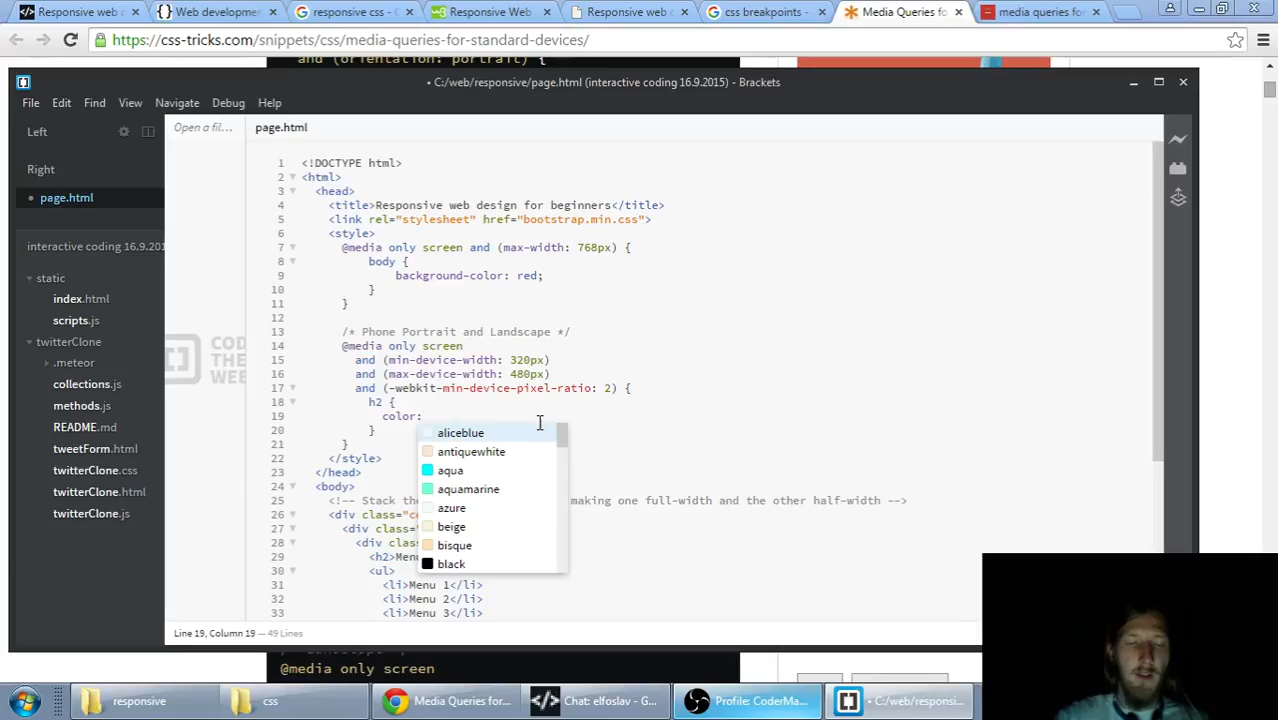 Responsive web c
Web developmen
responsive css - G
Responsive Web
Responsive web c
css breakpoints -
Media Queries fo
media queries for
https://css-tricks.com/snippets/css/media-queries-for-standard-devices/
and (orientation: portrait) {
• C:/web/responsive/page.html (interactive coding 16.9.2015) - Brackets
File Edit Find View Navigate Debug Help
Left
Open a fil...
page.html
Right
• page.html
interactive coding 16.9.201
static
index.html
scripts.js
twitterClone
.meteor
collections.js
methods.js
README.md
tweetForm.html
twitterClone.css
twitterClone.html
twitterClone.js
COD
THE
WEB
1 <!DOCTYPE html>
2 <html>
3 <head>
4 <title>Responsive web design for beginners</title>
5 <link rel="stylesheet" href="bootstrap.min.css">
6 <style>
7 @media only screen and (max-width: 768px) {
8 body {
9 background-color: red;
10 }
11 }
12
13 /* Phone Portrait and Landscape */
14 @media only screen
15 and (min-device-width: 320px)
16 and (max-device-width: 480px)
17 and (-webkit-min-device-pixel-ratio: 2) {
18 h2 {
19 color:
20 }
21 }
22 </style>
23 </head>
24 <body>
25 <!-- Stack the making one full-width and the other half-width -->
26 <div class="co
27 <div class="
28 <div clas
29 <h2>Men
30 <ul>
31 <li>Menu 1</li>
32 <li>Menu 2</li>
33 <li>Menu 3</li>
aliceblue
antiquewhite
aqua
aquamarine
azure
beige
bisque
black
Line 19, Column 19 — 49 Lines
@media only screen
responsive
css
Media Queries for...
Chat: elfoslav - G...
Profile: CoderMa...
• C:/web/responsi...